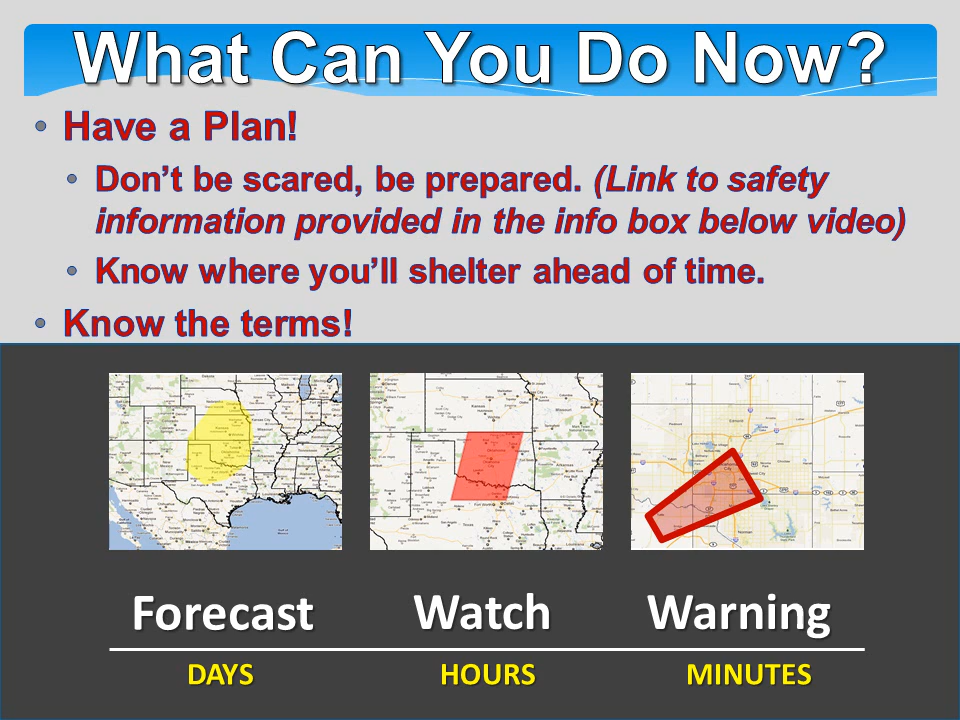 What Can You Do Now?
• Have a Plan!
• Don't be scared, be prepared. (Link to safety
information provided in the info box below video)
• Know where you'll shelter ahead of time.
• Know the terms!
Forecast Watch Warning
DAYS HOURS MINUTES